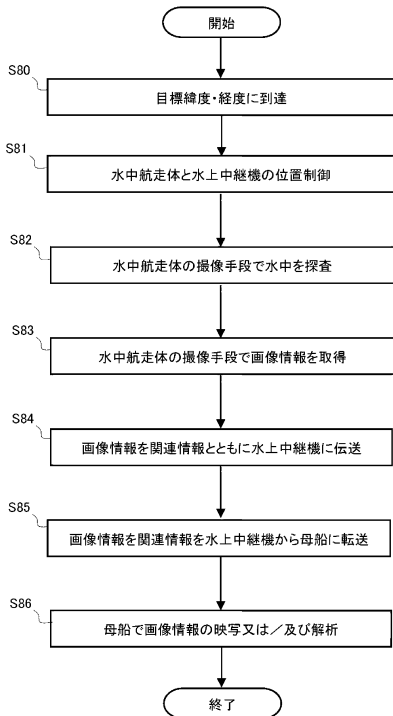 開始
S80
目標緯度・経度に到達
S81
水中航走体と水上中継機の位置制御
S82
水中航走体の撮像手段で水中を探査
S83
水中航走体の撮像手段で画像情報を取得
S84
画像情報を関連情報とともに水上中継機に伝送
S85
画像情報を関連情報を水上中継機から母船に転送
S86
母船で画像情報の映写又は／及び解析
終了